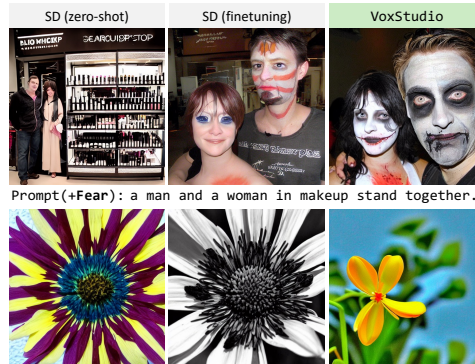 SD (zero-shot)
SD (finetuning)
VoxStudio
Prompt(+Fear): a man and a woman in makeup stand together.